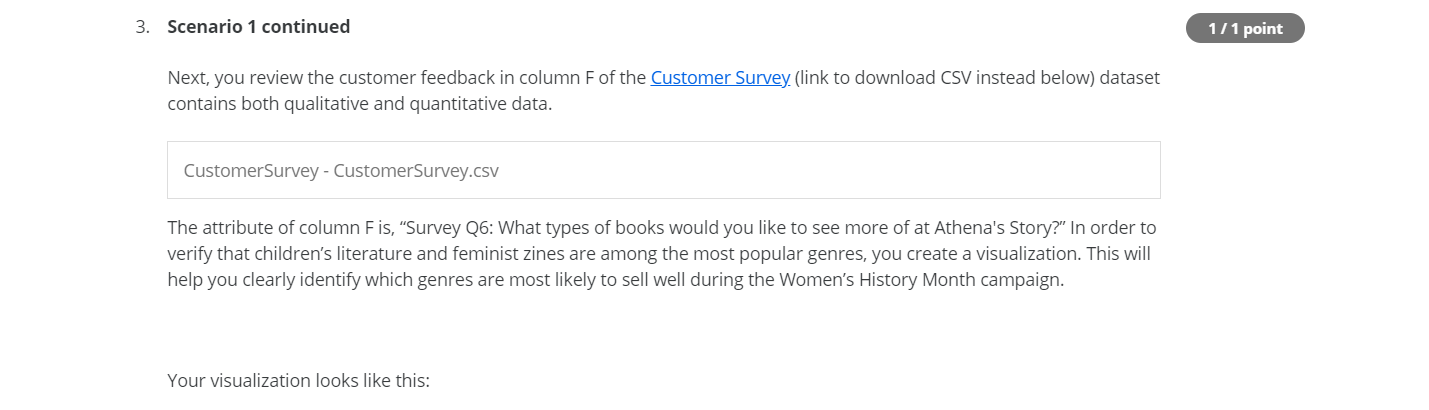 3. Scenario 1 continued
1 / 1 point
Next, you review the customer feedback in column F of the Customer Survey (link to download CSV instead below) dataset
contains both qualitative and quantitative data.
CustomerSurvey - CustomerSurvey.csv
The attribute of column F is, “Survey Q6: What types of books would you like to see more of at Athena's Story?” In order to
verify that children’s literature and feminist zines are among the most popular genres, you create a visualization. This will
help you clearly identify which genres are most likely to sell well during the Women’s History Month campaign.
Your visualization looks like this: